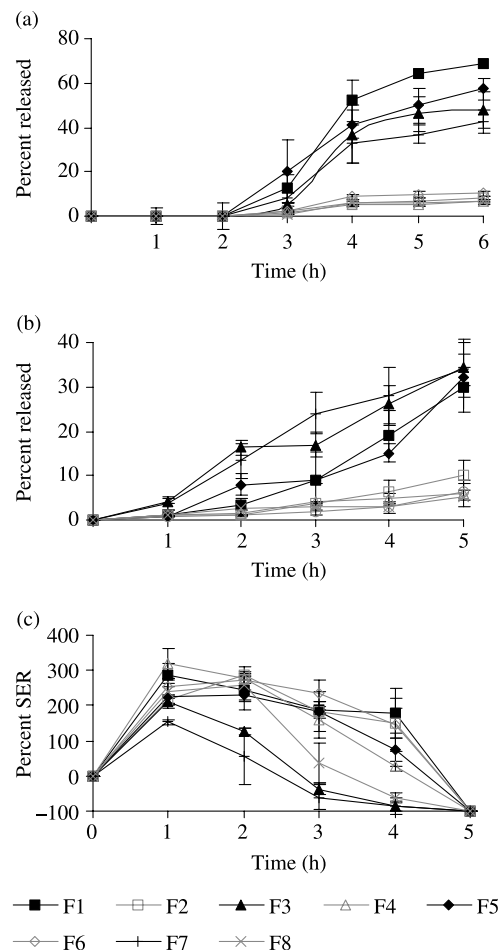 (a)
80
60
40
20
0
Percent released
1 2 3 4 5 6
Time (h)
(b)
40
30
20
10
0
Percent released
1 2 3 4 5
Time (h)
(c)
400
300
200
100
0
−100
Percent SER
0 1 2 3 4 5
Time (h)
F1 F2 F3 F4 F5
F6 F7 F8